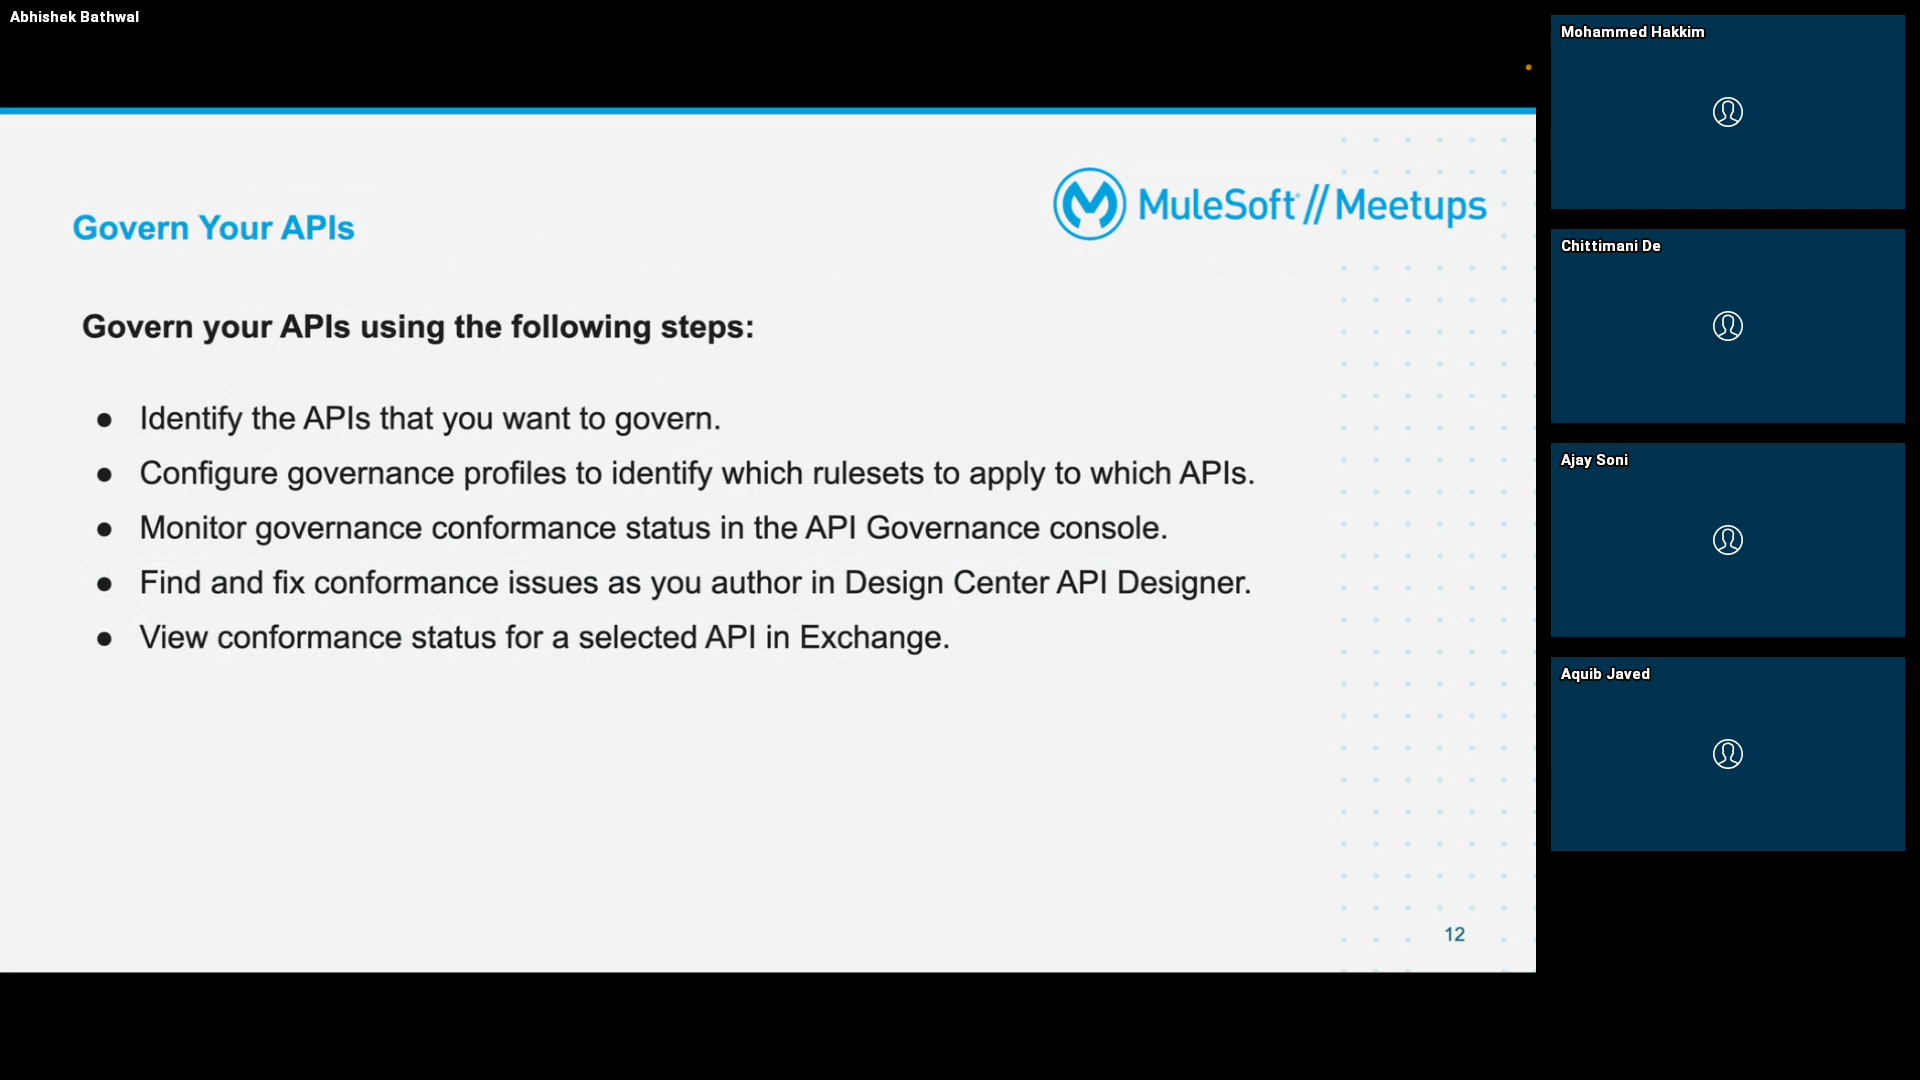 Abhishek Bathwal
MuleSoft // Meetups
Govern Your APIs
Govern your APIs using the following steps:
● Identify the APIs that you want to govern.
● Configure governance profiles to identify which rulesets to apply to which APIs.
● Monitor governance conformance status in the API Governance console.
● Find and fix conformance issues as you author in Design Center API Designer.
● View conformance status for a selected API in Exchange.
12
Mohammed Hakkim
Chittimani De
Ajay Soni
Aquib Javed